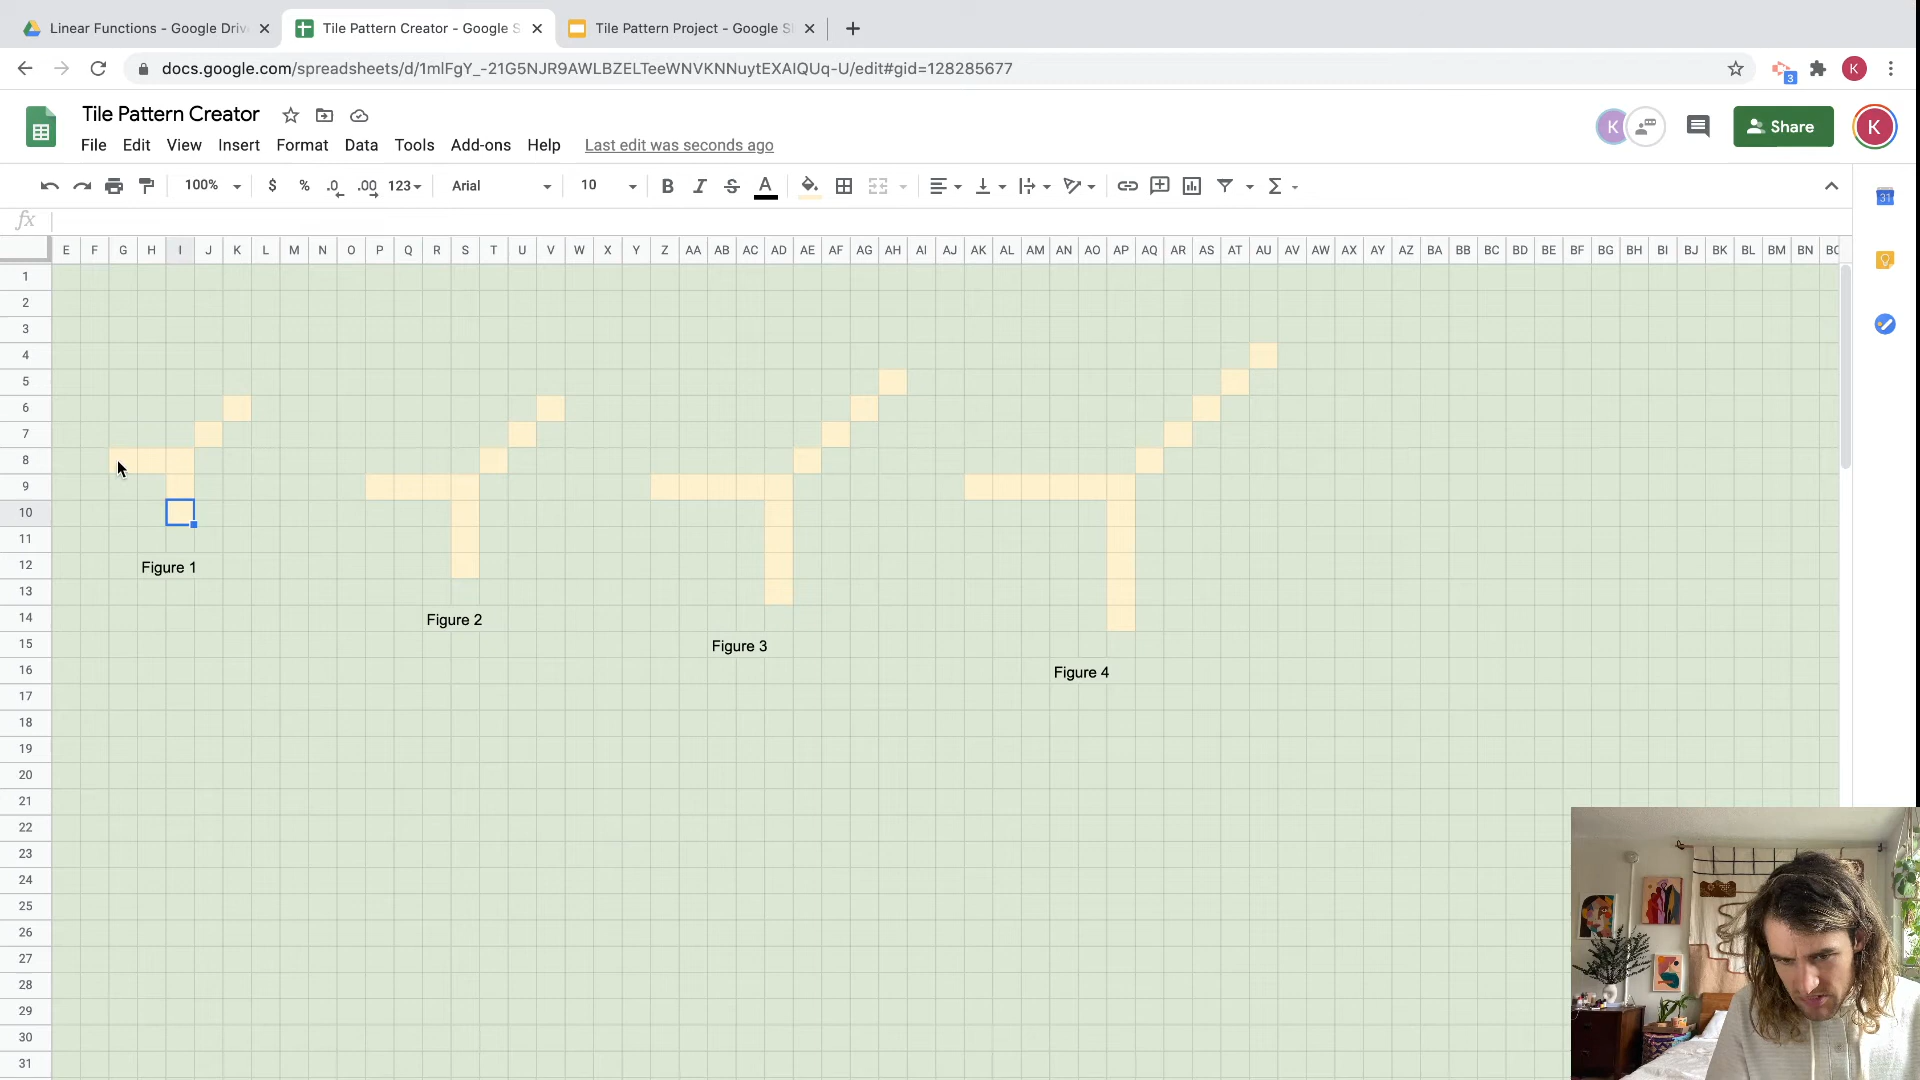 Linear Functions - Google Driv
Tile Pattern Creator - Google S
Tile Pattern Project - Google Sl
docs.google.com/spreadsheets/d/1mlFgY_-21G5NJR9AWLBZELTeeWNVKNNuytEXAlQUq-U/edit#gid=128285677
3
K
Tile Pattern Creator
K
Share
K
File Edit View Insert Format Data Tools Add-ons Help Last edit was seconds ago
100% $ % .0 .00 123 Arial 10 B I S A Σ
31
fx
E F G H I J K L M N O P Q R S T U V W X Y Z AA AB AC AD AE AF AG AH AI AJ AK AL AM AN AO AP AQ AR AS AT AU AV AW AX AY AZ BA BB BC BD BE BF BG BH BI BJ BK BL BM BN
1
2
3
4
5
6
7
8
9
10
11
12
Figure 1
13
14
Figure 2
15
Figure 3
16
Figure 4
17
18
19
20
21
22
23
24
25
26
27
28
29
30
31